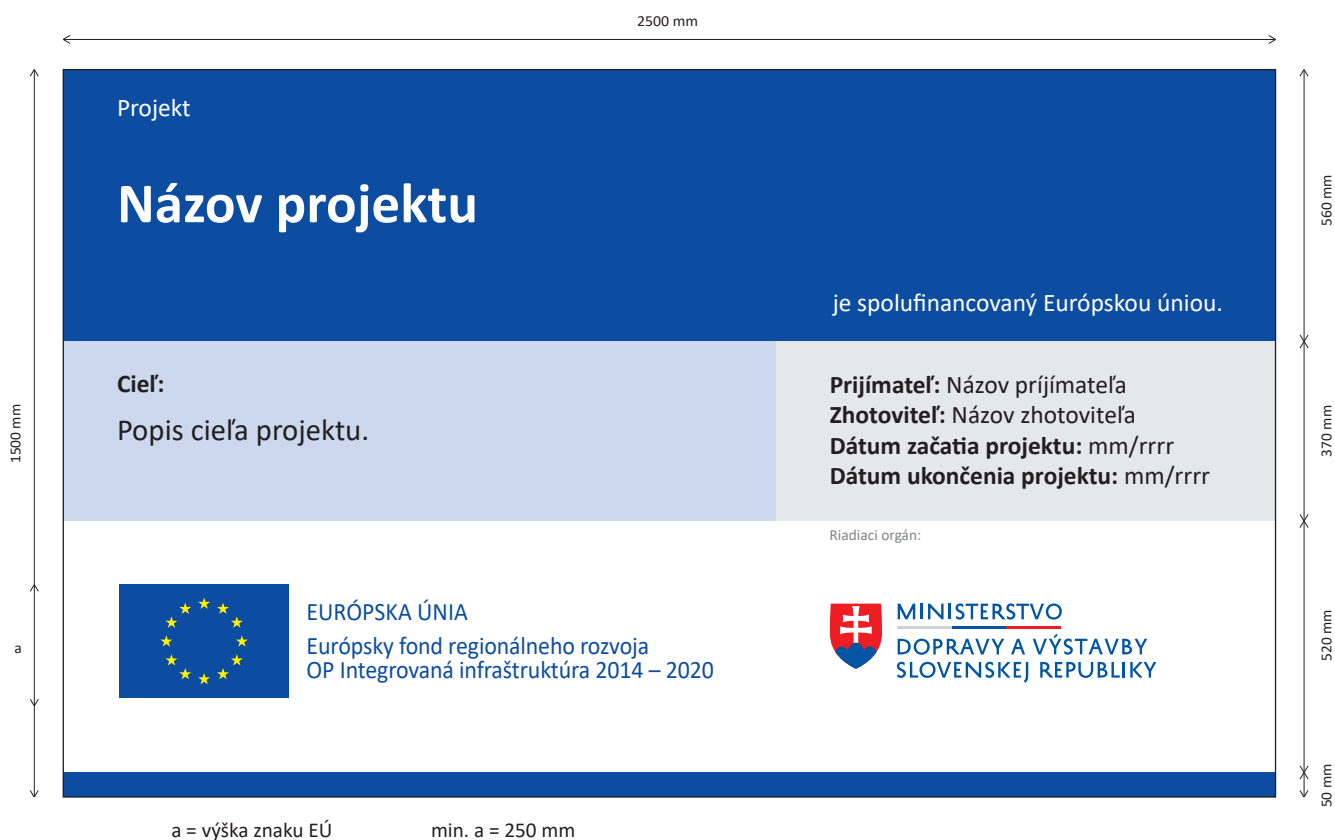 2500 mm
Projekt
Názov projektu
je spolufinancovaný Európskou úniou.
560 mm
1500 mm
Cieľ:
Popis cieľa projektu.
Prijímateľ: Názov príjímateľa
Zhotoviteľ: Názov zhotoviteľa
Dátum začatia projektu: mm/rrrr
Dátum ukončenia projektu: mm/rrrr
370 mm
Riadiaci orgán:
a
EURÓPSKA ÚNIA
Európsky fond regionálneho rozvoja
OP Integrovaná infraštruktúra 2014 – 2020
MINISTERSTVO
DOPRAVY A VÝSTAVBY
SLOVENSKEJ REPUBLIKY
520 mm
50 mm
a = výška znaku EÚ
min. a = 250 mm